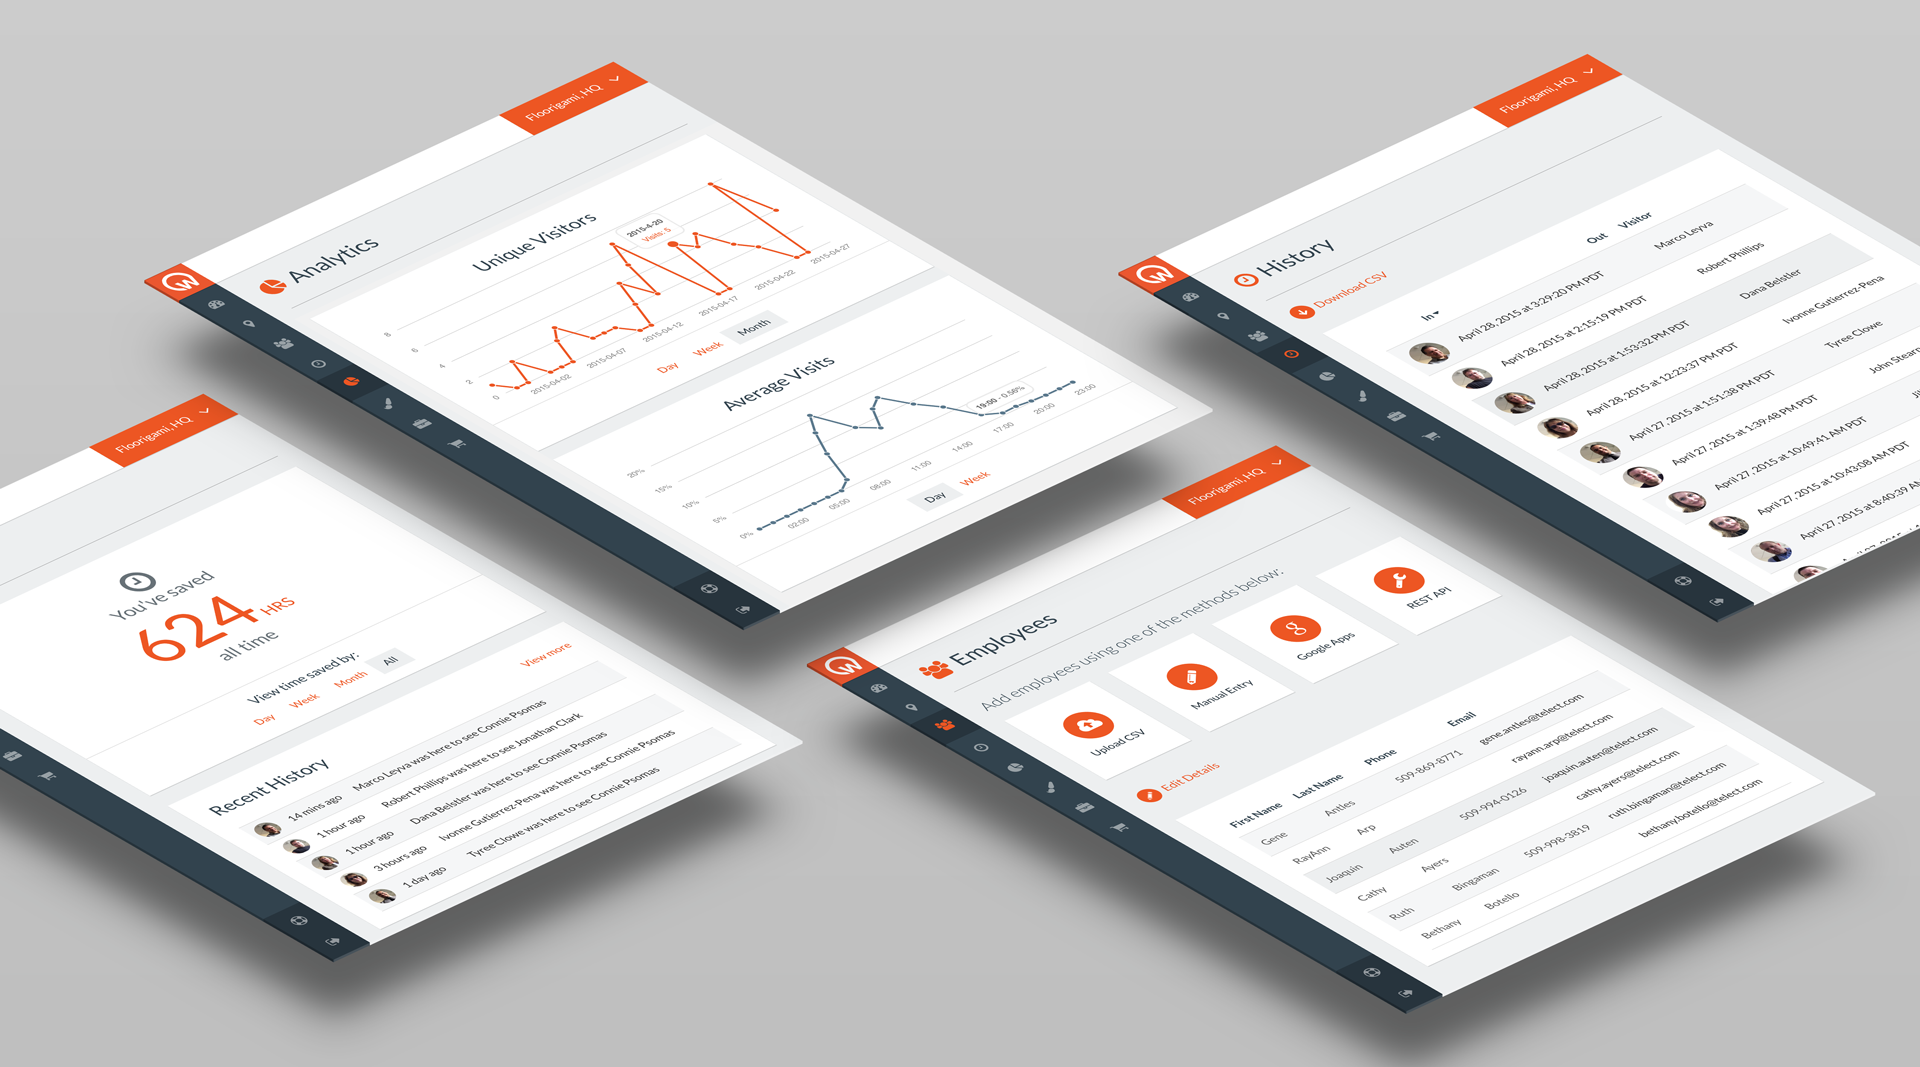 Floorigami, HQ
Analytics
Unique Visitors
2015-4-20
Visits: 5
8
6
4
2
0
2015-04-02
2015-04-07
2015-04-12
2015-04-17
2015-04-22
2015-04-27
Day Week Month
Average Visits
19:00 - 0.56%
20%
15%
10%
5%
0%
02:00
05:00
08:00
11:00
14:00
17:00
20:00
23:00
Day Week
Floorigami, HQ
History
Download CSV
In Out Visitor
April 28, 2015 at 3:29:20 PM PDT Marco Leyva
April 28, 2015 at 2:15:19 PM PDT Robert Phillips
April 28, 2015 at 1:53:32 PM PDT Dana Belstler
April 28, 2015 at 12:23:37 PM PDT Ivonne Gutierrez-Pena
April 27, 2015 at 1:51:38 PM PDT Tyree Clowe
April 27, 2015 at 1:39:48 PM PDT John
April 27, 2015 at 10:49:41 AM PDT
April 27, 2015 at 10:43:08 AM PDT
April 27, 2015 at 8:40:39
Floorigami, HQ
You've saved
624 HRS
all time
View time saved by:
Day Week Month All
View more
Recent History
14 mins ago Marco Leyva was here to see Connie Psomas
1 hour ago Robert Phillips was here to see Jonathan Clark
1 hour ago Dana Belstler was here to see Connie Psomas
3 hours ago Ivonne Gutierrez-Pena was here to see Connie Psomas
1 day ago Tyree Clowe was here to see Connie Psomas
Floorigami, HQ
Employees
Add employees using one of the methods below:
Upload CSV
Manual Entry
Google Apps
REST API
Edit Details
First Name Last Name Phone Email
Gene Antles 509-869-8771 gene.antles@telect.com
RayAnn Arp rayann.arp@telect.com
Joaquin Auten 509-994-0126 joaquin.auten@telect.com
Cathy Ayers cathy.ayers@telect.com
Ruth Bingaman 509-998-3819 ruth.bingaman@telect.com
Bethany Botello bethany.botello@telect.com